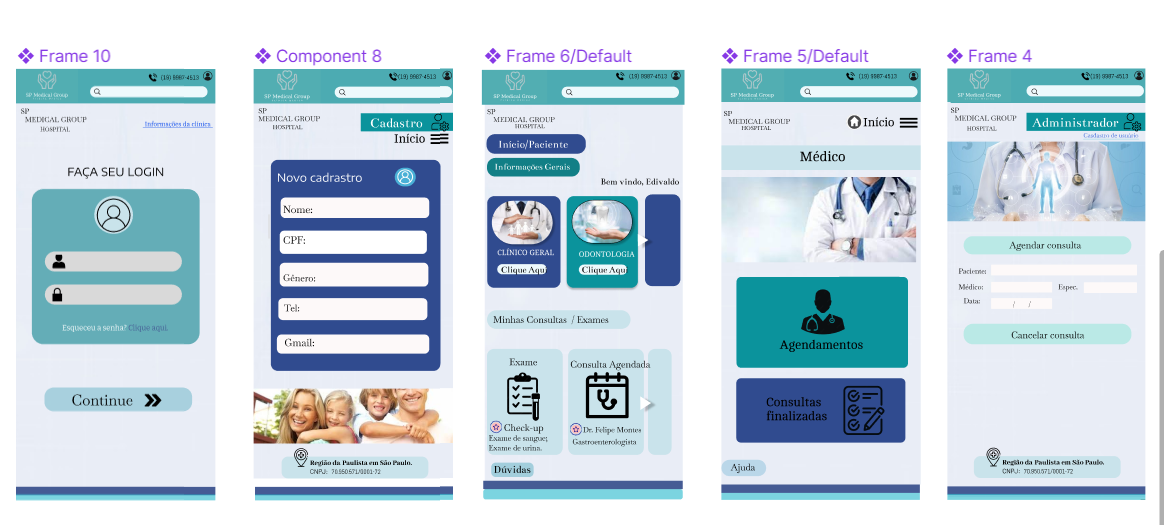 Frame 10
(19) 9987-4513
SP Medical Group
SP
MEDICAL GROUP
HOSPITAL
Informações da clínica
FAÇA SEU LOGIN
Esqueceu a senha? Clique aqui.
Continue
Component 8
(19) 9987-4513
SP Medical Group
SP
MEDICAL GROUP
HOSPITAL
Cadastro
Início
Novo cadrastro
Nome:
CPF:
Gênero:
Tel:
Gmail:
Região da Paulista em São Paulo.
CNPJ: 70.950.571/0001-72
Frame 6/Default
(19) 9987-4513
SP Medical Group
SP
MEDICAL GROUP
HOSPITAL
Início/Paciente
Informações Gerais
Bem vindo, Edivaldo
CLÍNICO GERAL
Clique Aqu
ODONTOLOGIA
Clique Aqu
Minhas Consultas / Exames
Exame
Check-up
Exame de sangue;
Exame de urina.
Consulta Agendada
Dr. Felipe Montes
Gastroenterologista
Dúvidas
Frame 5/Default
(19) 9987-4513
SP Medical Group
SP
MEDICAL GROUP
HOSPITAL
Início
Médico
Agendamentos
Consultas
finalizadas
Ajuda
Frame 4
(19) 9987-4513
SP Medical Group
SP
MEDICAL GROUP
HOSPITAL
Administrador
Cadastro de usuário
Agendar consulta
Paciente:
Médico:
Espec.
Data:
/ /
Cancelar consulta
Região da Paulista em São Paulo.
CNPJ: 70.950.571/0001-72